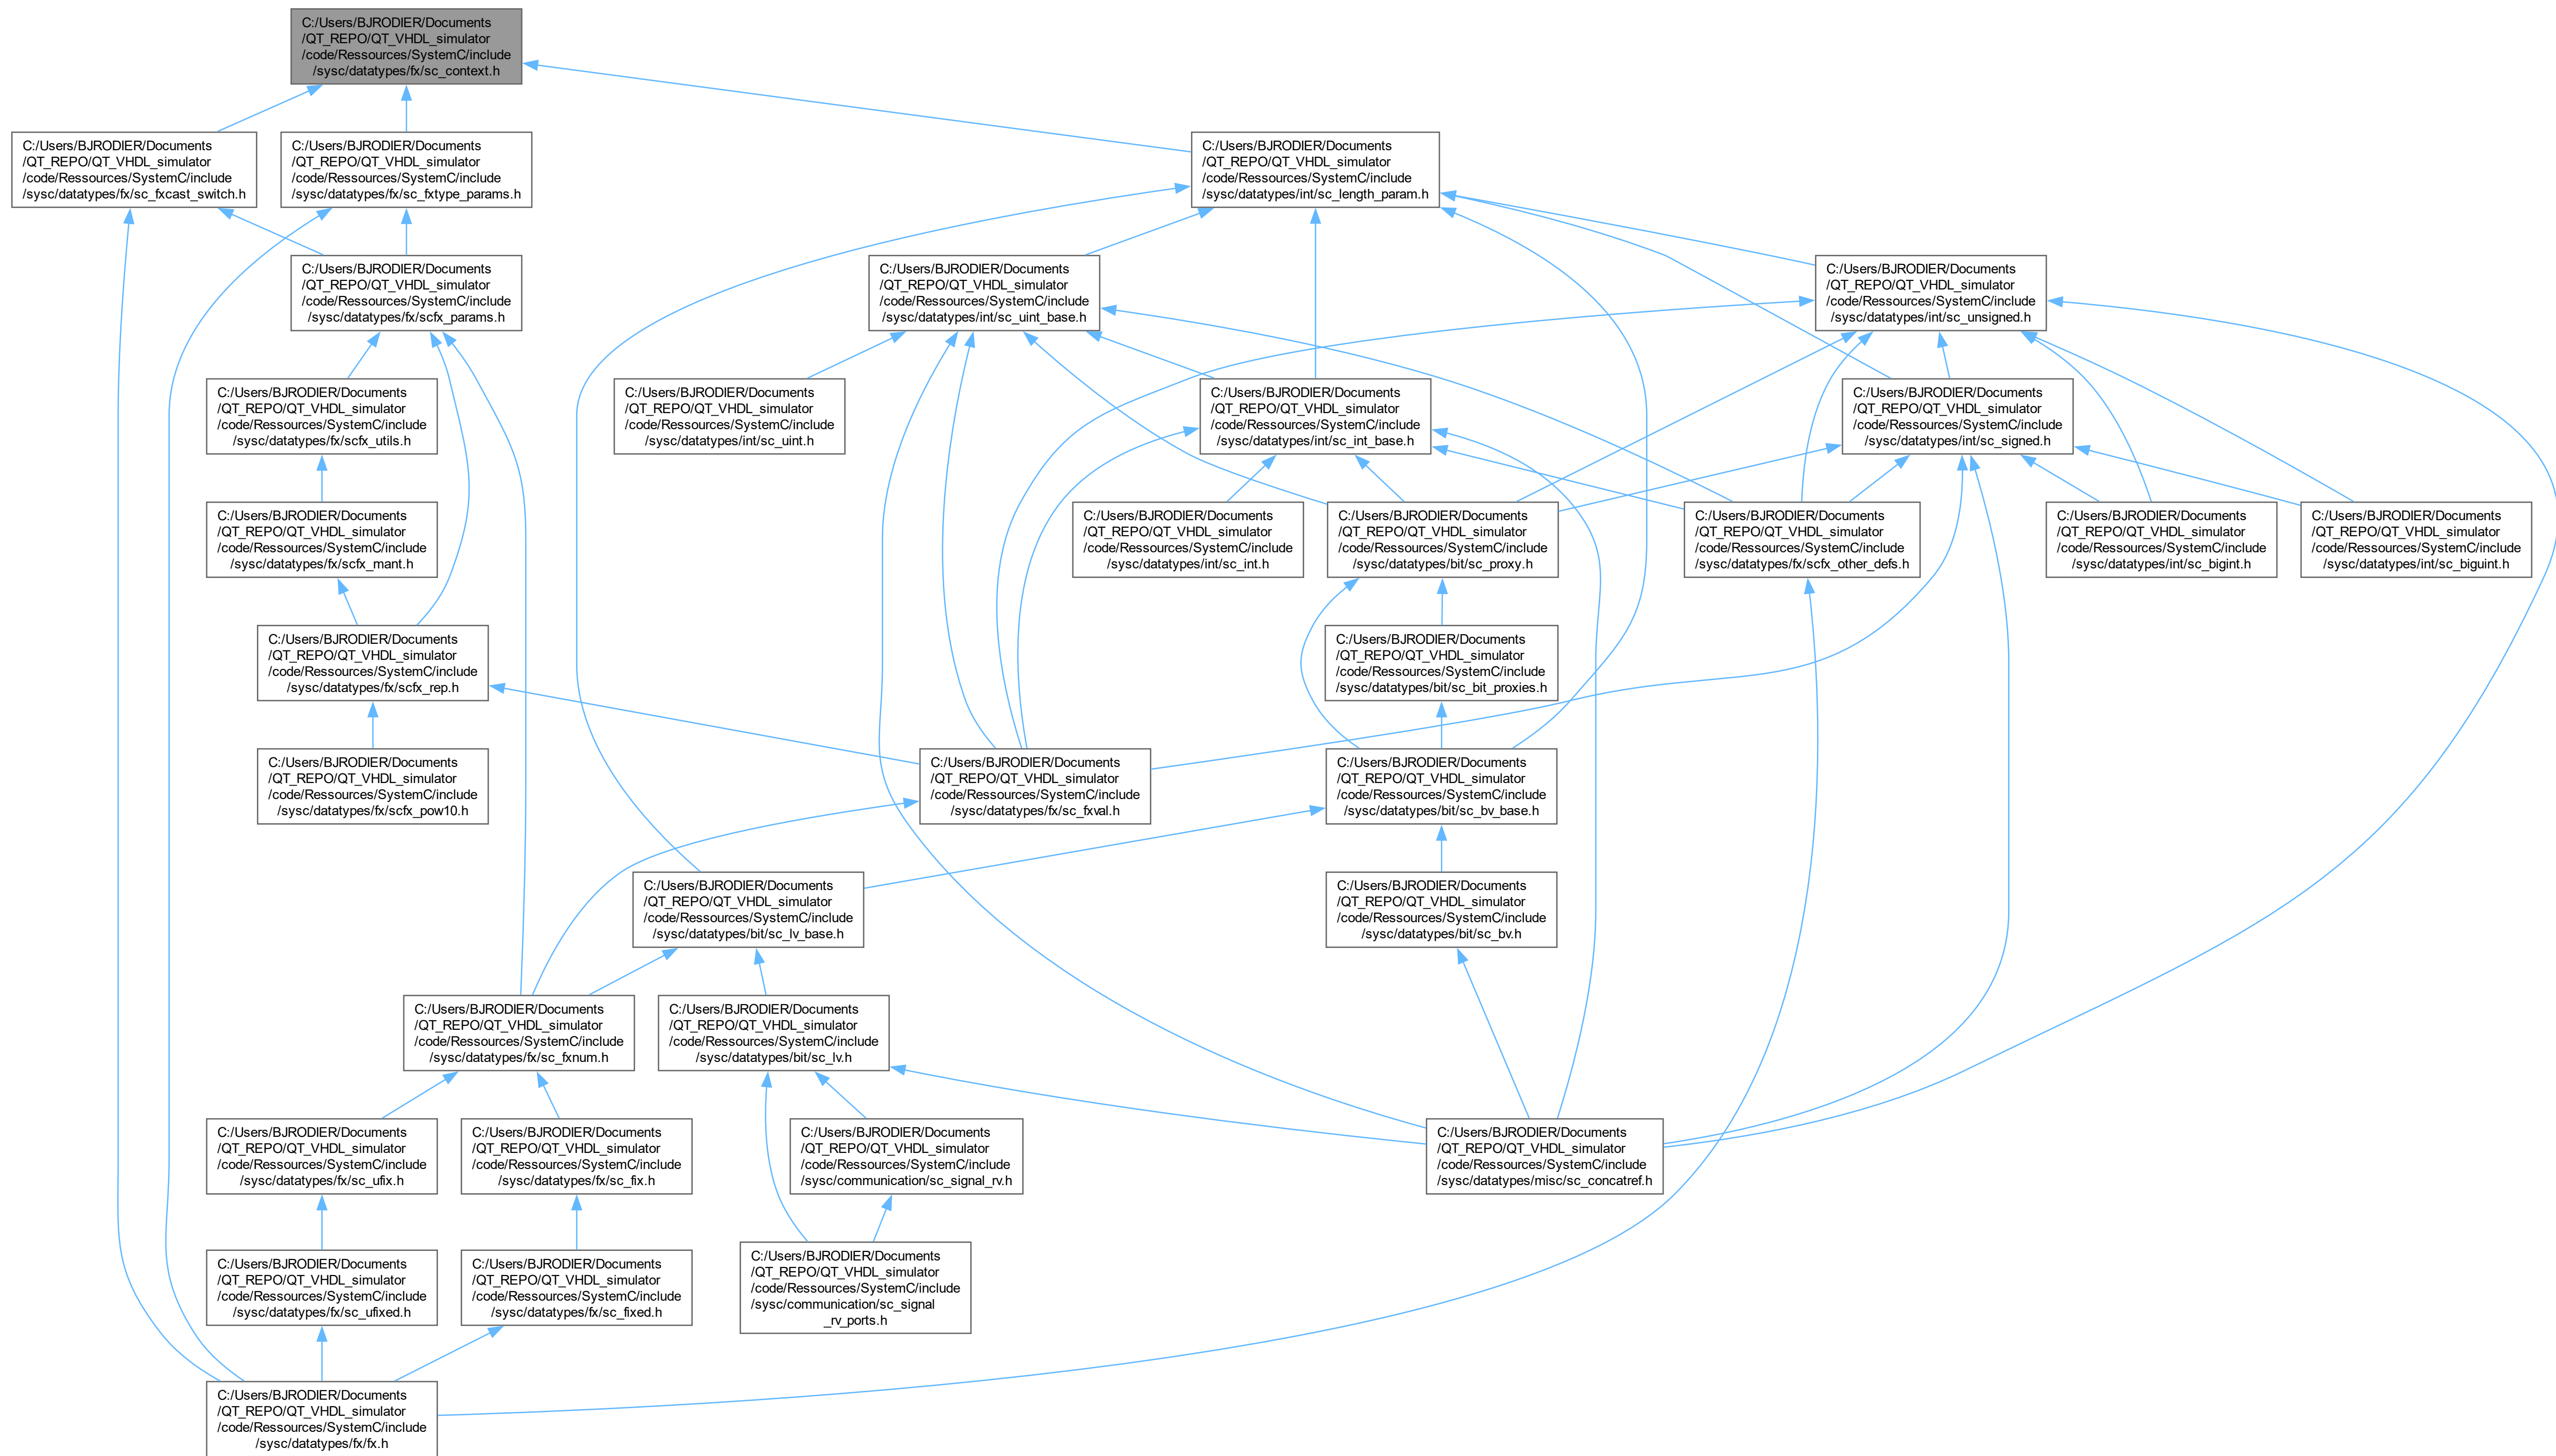 C:/Users/BJRODIER/Documents
/QT_REPO/QT_VHDL_simulator
/code/Ressources/SystemC/include
/sysc/datatypes/fx/sc_context.h
C:/Users/BJRODIER/Documents
/QT_REPO/QT_VHDL_simulator
/code/Ressources/SystemC/include
/sysc/datatypes/fx/sc_fxcast_switch.h
C:/Users/BJRODIER/Documents
/QT_REPO/QT_VHDL_simulator
/code/Ressources/SystemC/include
/sysc/datatypes/fx/sc_fxtype_params.h
C:/Users/BJRODIER/Documents
/QT_REPO/QT_VHDL_simulator
/code/Ressources/SystemC/include
/sysc/datatypes/int/sc_length_param.h
C:/Users/BJRODIER/Documents
/QT_REPO/QT_VHDL_simulator
/code/Ressources/SystemC/include
/sysc/datatypes/fx/scfx_params.h
C:/Users/BJRODIER/Documents
/QT_REPO/QT_VHDL_simulator
/code/Ressources/SystemC/include
/sysc/datatypes/int/sc_uint_base.h
C:/Users/BJRODIER/Documents
/QT_REPO/QT_VHDL_simulator
/code/Ressources/SystemC/include
/sysc/datatypes/int/sc_unsigned.h
C:/Users/BJRODIER/Documents
/QT_REPO/QT_VHDL_simulator
/code/Ressources/SystemC/include
/sysc/datatypes/fx/scfx_utils.h
C:/Users/BJRODIER/Documents
/QT_REPO/QT_VHDL_simulator
/code/Ressources/SystemC/include
/sysc/datatypes/int/sc_uint.h
C:/Users/BJRODIER/Documents
/QT_REPO/QT_VHDL_simulator
/code/Ressources/SystemC/include
/sysc/datatypes/int/sc_int_base.h
C:/Users/BJRODIER/Documents
/QT_REPO/QT_VHDL_simulator
/code/Ressources/SystemC/include
/sysc/datatypes/int/sc_signed.h
C:/Users/BJRODIER/Documents
/QT_REPO/QT_VHDL_simulator
/code/Ressources/SystemC/include
/sysc/datatypes/fx/scfx_mant.h
C:/Users/BJRODIER/Documents
/QT_REPO/QT_VHDL_simulator
/code/Ressources/SystemC/include
/sysc/datatypes/int/sc_int.h
C:/Users/BJRODIER/Documents
/QT_REPO/QT_VHDL_simulator
/code/Ressources/SystemC/include
/sysc/datatypes/bit/sc_proxy.h
C:/Users/BJRODIER/Documents
/QT_REPO/QT_VHDL_simulator
/code/Ressources/SystemC/include
/sysc/datatypes/fx/scfx_other_defs.h
C:/Users/BJRODIER/Documents
/QT_REPO/QT_VHDL_simulator
/code/Ressources/SystemC/include
/sysc/datatypes/int/sc_bigint.h
C:/Users/BJRODIER/Documents
/QT_REPO/QT_VHDL_simulator
/code/Ressources/SystemC/include
/sysc/datatypes/int/sc_biguint.h
C:/Users/BJRODIER/Documents
/QT_REPO/QT_VHDL_simulator
/code/Ressources/SystemC/include
/sysc/datatypes/fx/scfx_rep.h
C:/Users/BJRODIER/Documents
/QT_REPO/QT_VHDL_simulator
/code/Ressources/SystemC/include
/sysc/datatypes/bit/sc_bit_proxies.h
C:/Users/BJRODIER/Documents
/QT_REPO/QT_VHDL_simulator
/code/Ressources/SystemC/include
/sysc/datatypes/fx/scfx_pow10.h
C:/Users/BJRODIER/Documents
/QT_REPO/QT_VHDL_simulator
/code/Ressources/SystemC/include
/sysc/datatypes/fx/sc_fxval.h
C:/Users/BJRODIER/Documents
/QT_REPO/QT_VHDL_simulator
/code/Ressources/SystemC/include
/sysc/datatypes/bit/sc_bv_base.h
C:/Users/BJRODIER/Documents
/QT_REPO/QT_VHDL_simulator
/code/Ressources/SystemC/include
/sysc/datatypes/bit/sc_lv_base.h
C:/Users/BJRODIER/Documents
/QT_REPO/QT_VHDL_simulator
/code/Ressources/SystemC/include
/sysc/datatypes/bit/sc_bv.h
C:/Users/BJRODIER/Documents
/QT_REPO/QT_VHDL_simulator
/code/Ressources/SystemC/include
/sysc/datatypes/fx/sc_fxnum.h
C:/Users/BJRODIER/Documents
/QT_REPO/QT_VHDL_simulator
/code/Ressources/SystemC/include
/sysc/datatypes/bit/sc_lv.h
C:/Users/BJRODIER/Documents
/QT_REPO/QT_VHDL_simulator
/code/Ressources/SystemC/include
/sysc/datatypes/fx/sc_ufix.h
C:/Users/BJRODIER/Documents
/QT_REPO/QT_VHDL_simulator
/code/Ressources/SystemC/include
/sysc/datatypes/fx/sc_fix.h
C:/Users/BJRODIER/Documents
/QT_REPO/QT_VHDL_simulator
/code/Ressources/SystemC/include
/sysc/communication/sc_signal_rv.h
C:/Users/BJRODIER/Documents
/QT_REPO/QT_VHDL_simulator
/code/Ressources/SystemC/include
/sysc/datatypes/misc/sc_concatref.h
C:/Users/BJRODIER/Documents
/QT_REPO/QT_VHDL_simulator
/code/Ressources/SystemC/include
/sysc/datatypes/fx/sc_ufixed.h
C:/Users/BJRODIER/Documents
/QT_REPO/QT_VHDL_simulator
/code/Ressources/SystemC/include
/sysc/datatypes/fx/sc_fixed.h
C:/Users/BJRODIER/Documents
/QT_REPO/QT_VHDL_simulator
/code/Ressources/SystemC/include
/sysc/communication/sc_signal
_rv_ports.h
C:/Users/BJRODIER/Documents
/QT_REPO/QT_VHDL_simulator
/code/Ressources/SystemC/include
/sysc/datatypes/fx/fx.h